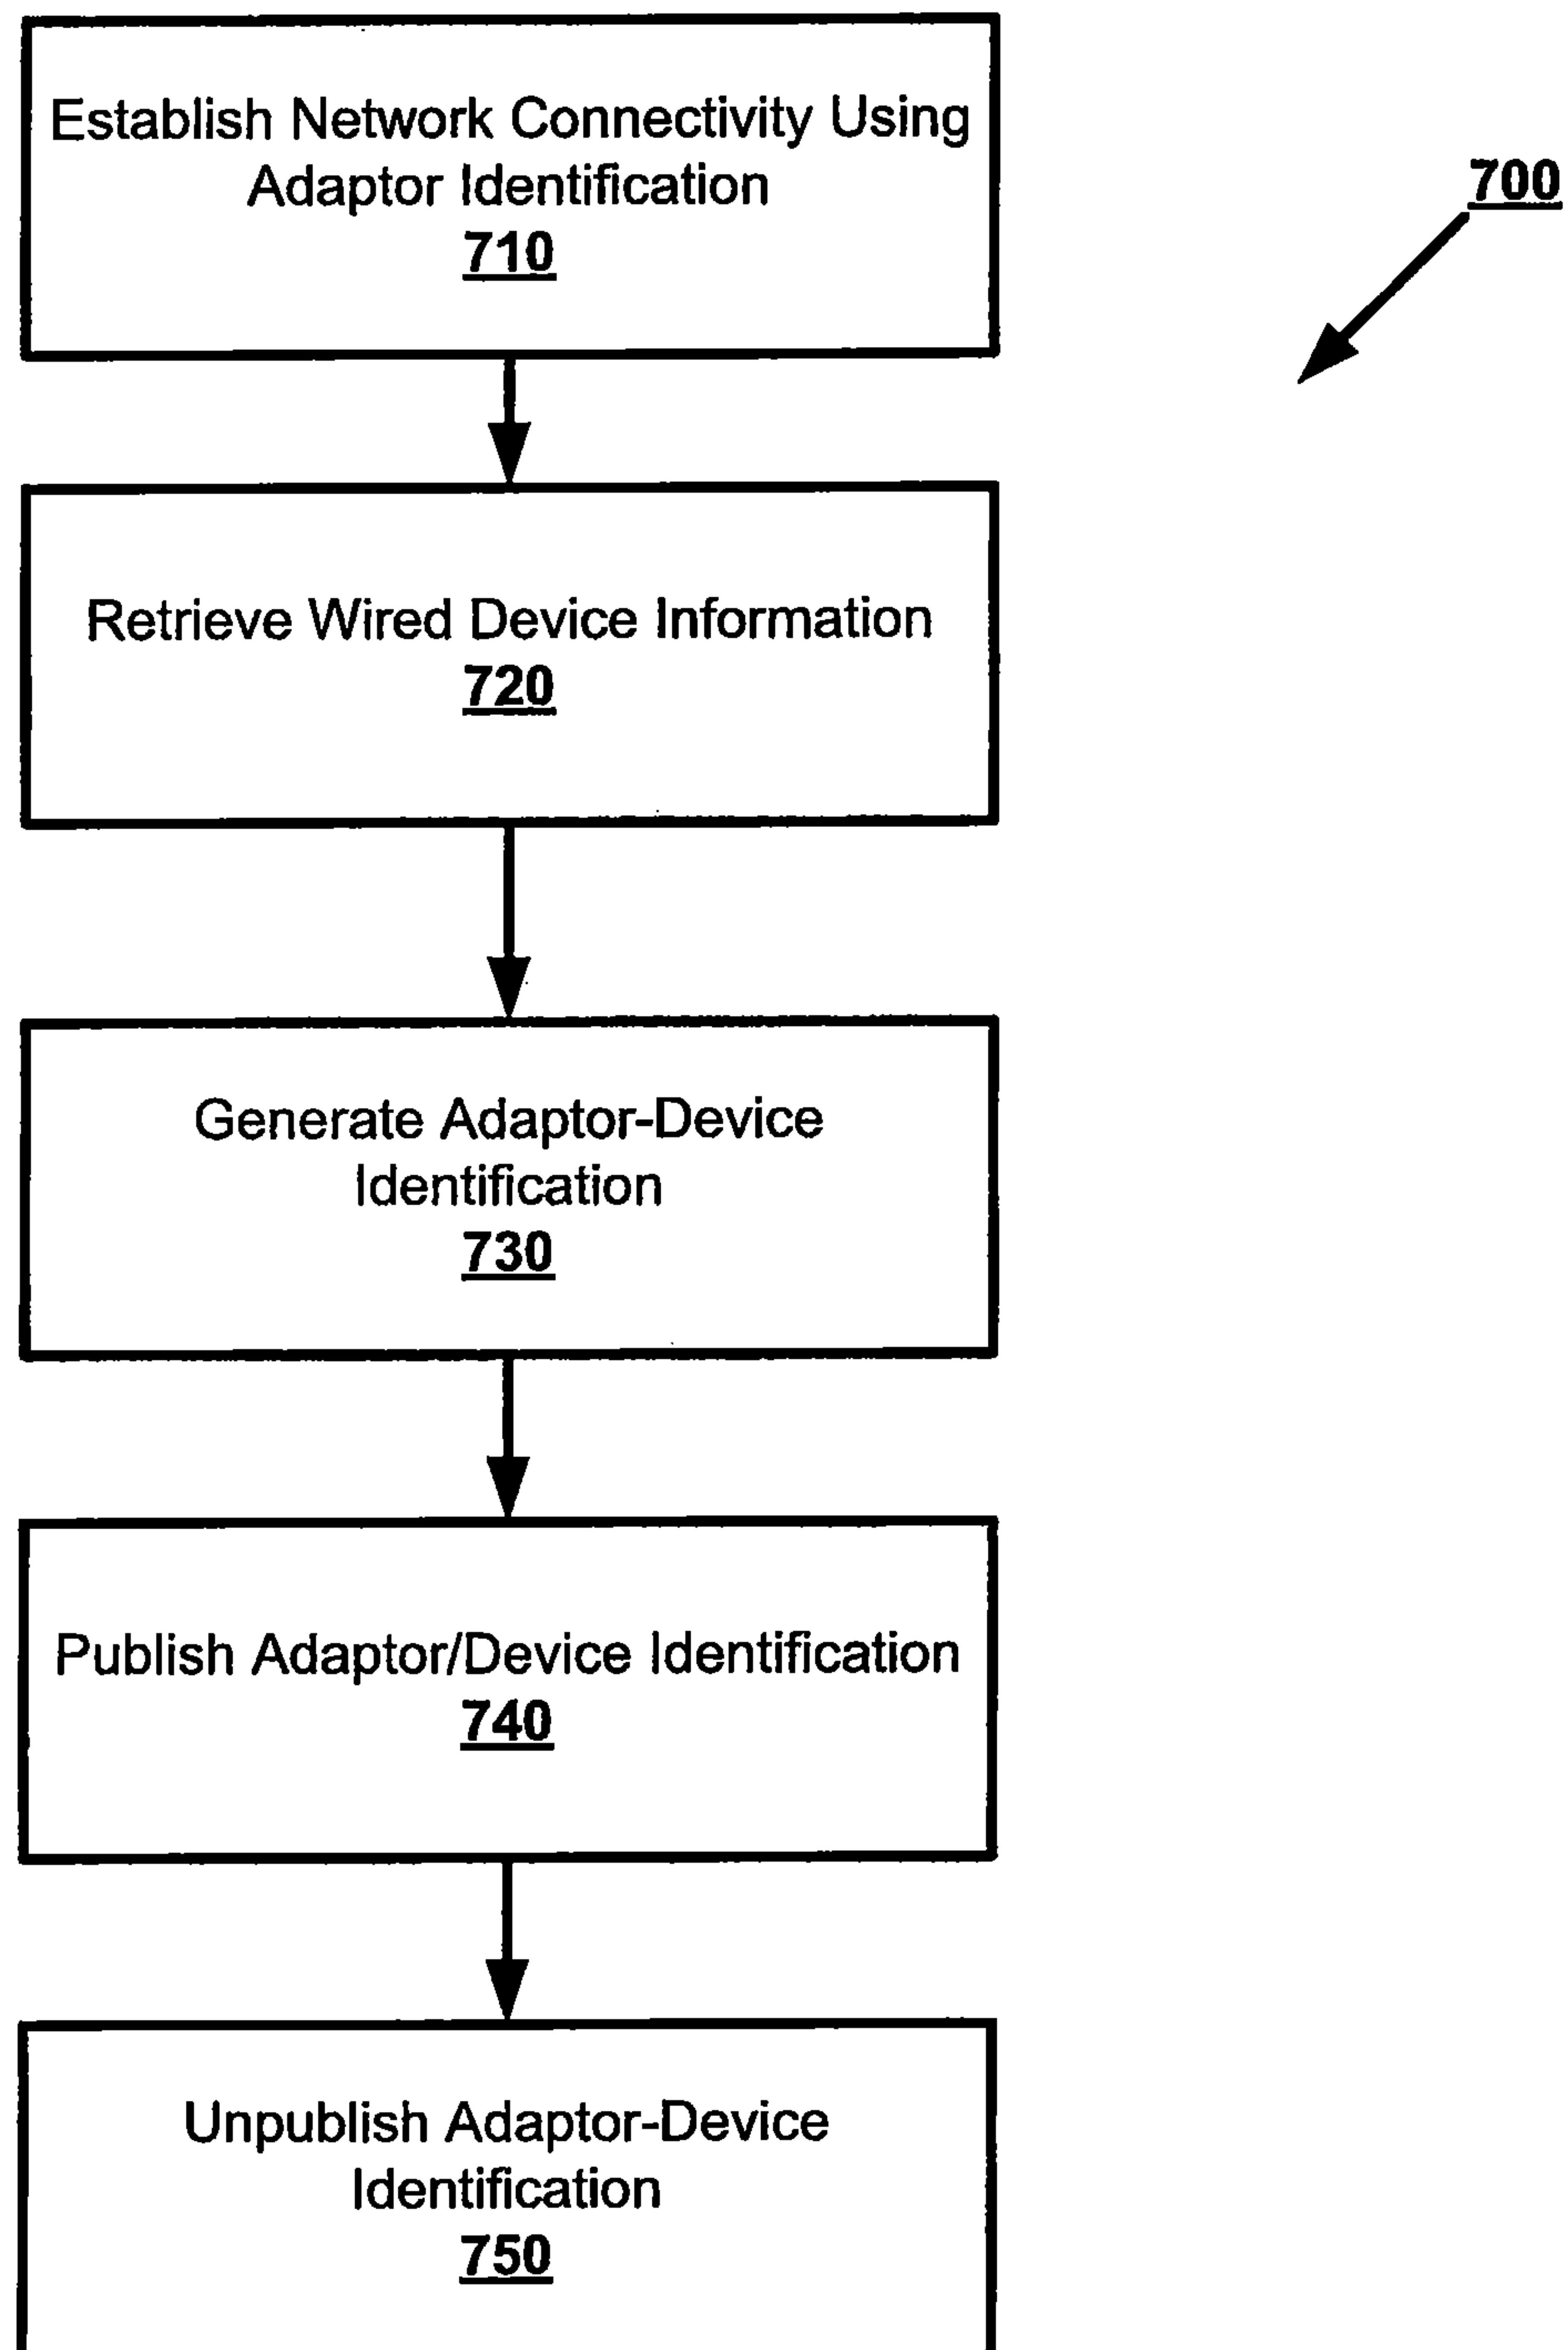 Establish Network Connectivity Using
Adaptor Identification
710
700
Retrieve Wired Device Information
720
Generate Adaptor-Device
Identification
730
Publish Adaptor/Device Identification
740
Unpublish Adaptor-Device
Identification
750